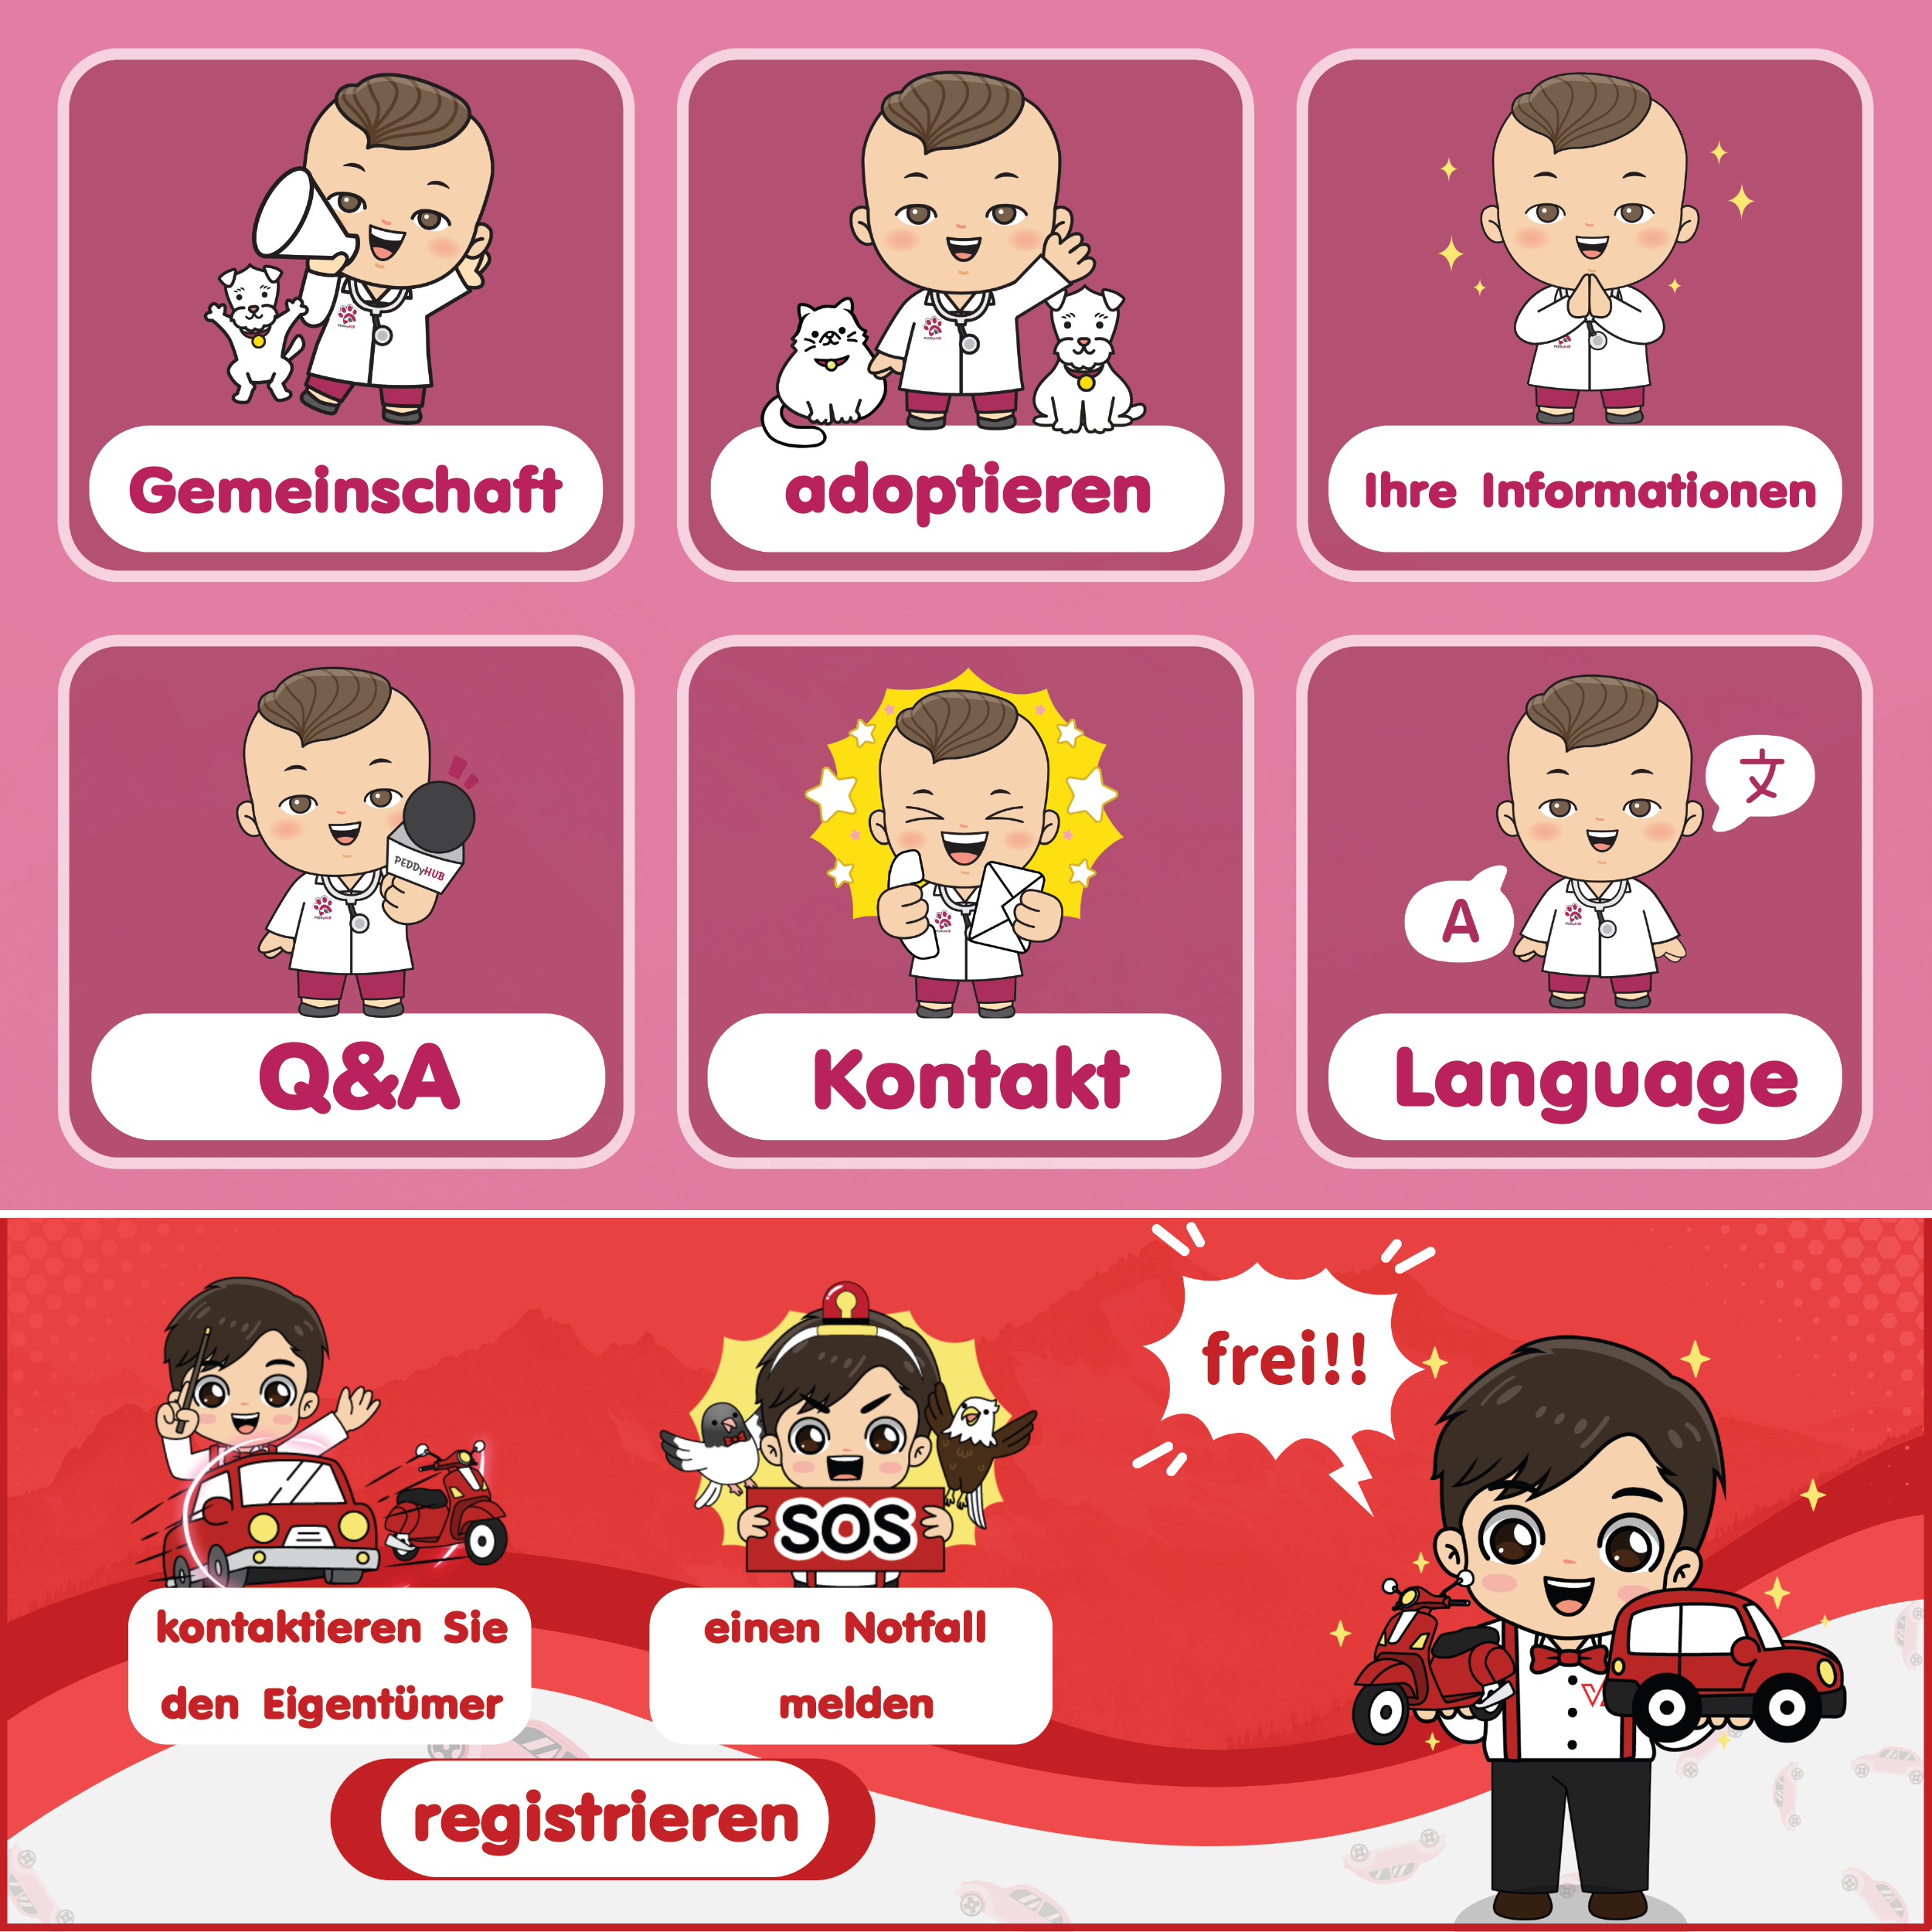 Gemeinschaft
adoptieren
Ihre Informationen
PEDDyHUB
文
A
Q&A
Kontakt
Language
frei!!
SOS
kontaktieren Sie
den Eigentümer
einen Notfall
melden
registrieren